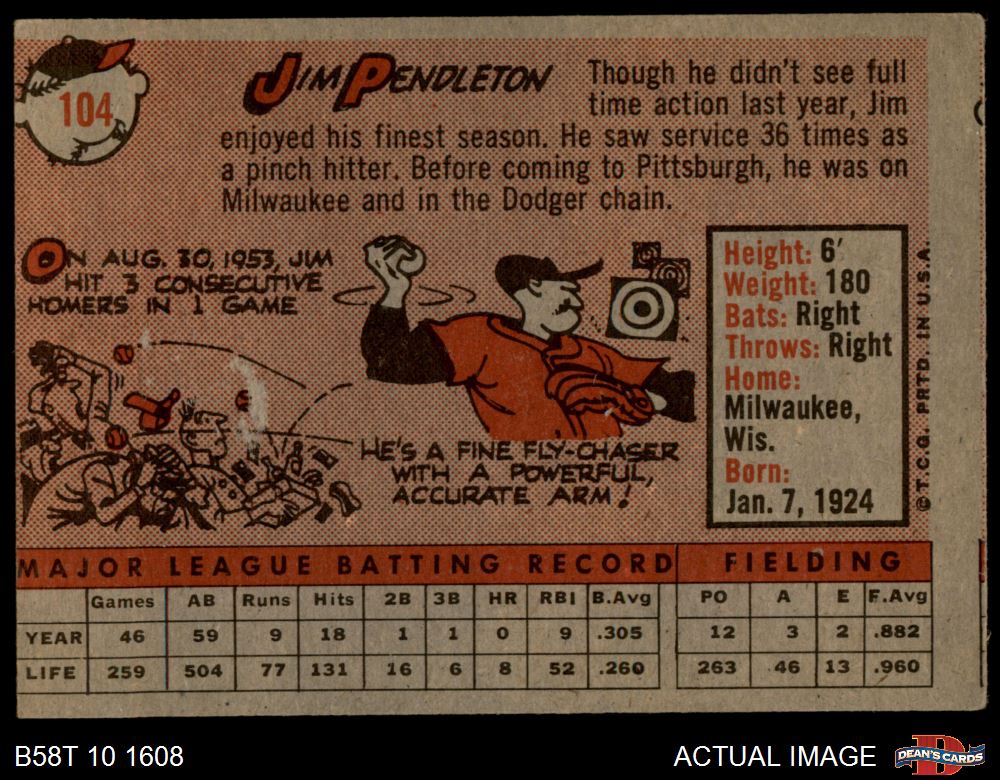 104
JIM PENDLETON
Though he didn't see full
time action last year, Jim
enjoyed his finest season. He saw service 36 times as
a pinch hitter. Before coming to Pittsburgh, he was on
Milwaukee and in the Dodger chain.
ON AUG. 30, 1953, JIM
HIT 3 CONSECUTIVE
HOMERS IN 1 GAME
HE'S A FINE FLY-CHASER
WITH A POWERFUL,
ACCURATE ARM!
Height: 6'
Weight: 180
Bats: Right
Throws: Right
Home:
Milwaukee,
Wis.
Born:
Jan. 7, 1924
© T.C.G. PRTD. IN U.S.A.
MAJOR LEAGUE BATTING RECORD FIELDING
Games AB Runs Hits 2B 3B HR RBI B.Avg PO A E F.Avg
YEAR 46 59 9 18 1 1 0 9 .305 12 3 2 .882
LIFE 259 504 77 131 16 6 8 52 .260 263 46 13 .960
B58T 10 1608
ACTUAL IMAGE
DEAN'S CARDS